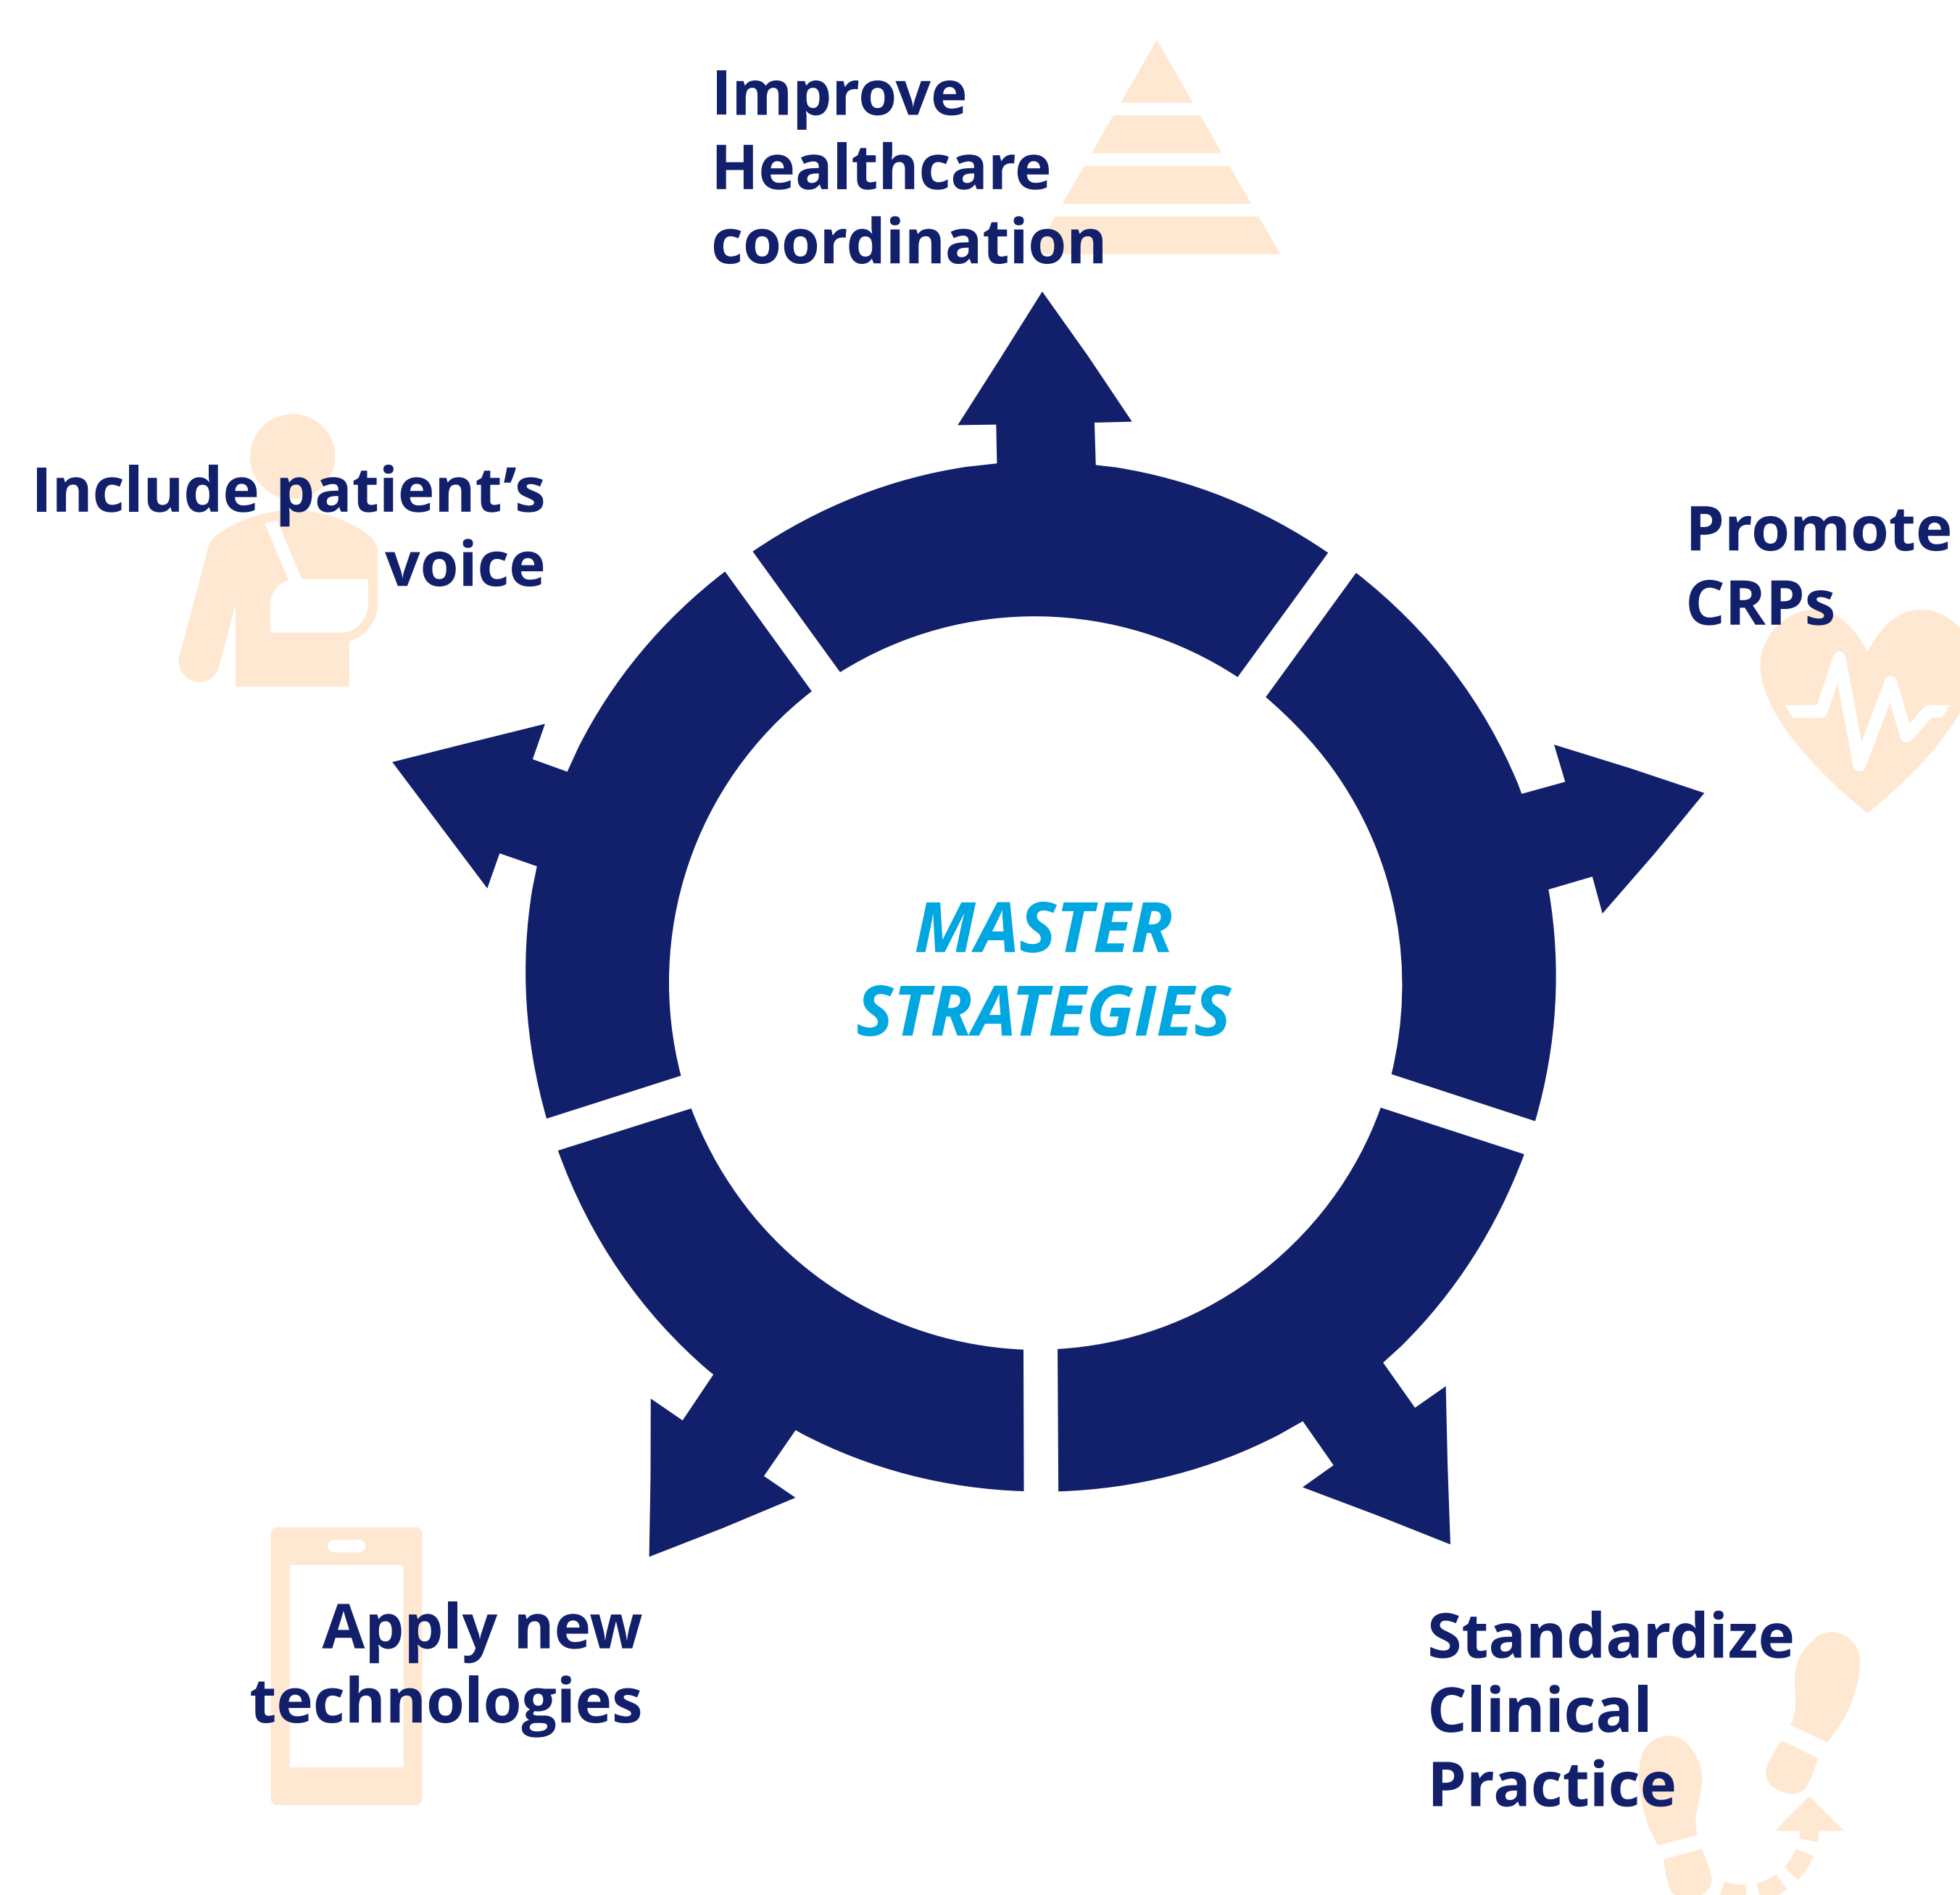 Improve
Healthcare
coordination
Include patient’s
voice
Promote
CRPs
MASTER
STRATEGIES
Apply new
technologies
Standardize
Clinical
Practice